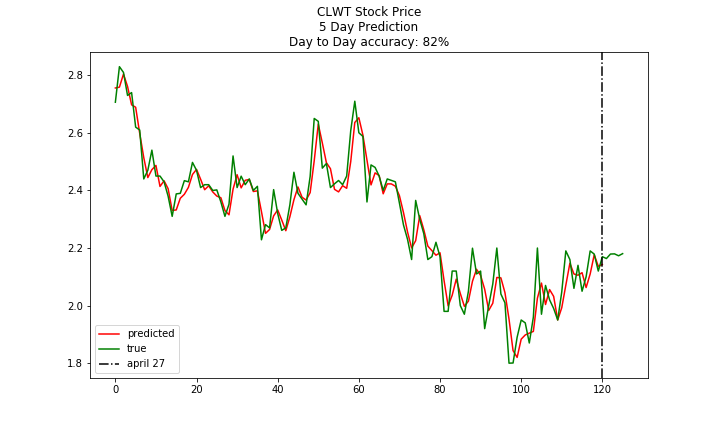 CLWT Stock Price
5 Day Prediction
Day to Day accuracy: 82%
2.8
2.6
2.4
2.2
2.0
1.8
predicted
true
april 27
0 20 40 60 80 100 120